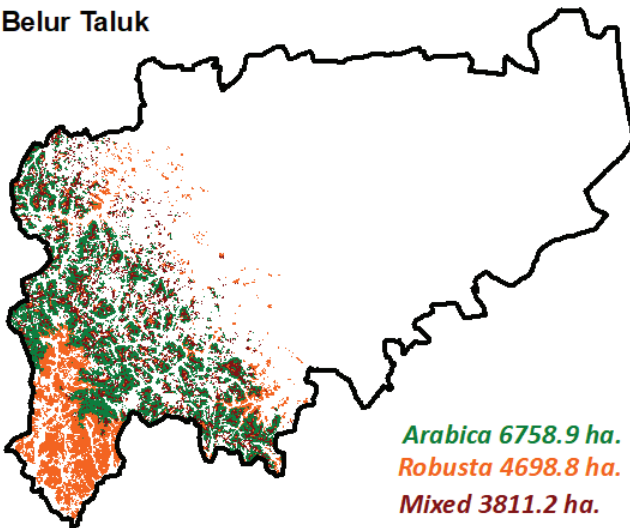 Belur Taluk
Arabica 6758.9 ha.
Robusta 4698.8 ha.
Mixed 3811.2 ha.